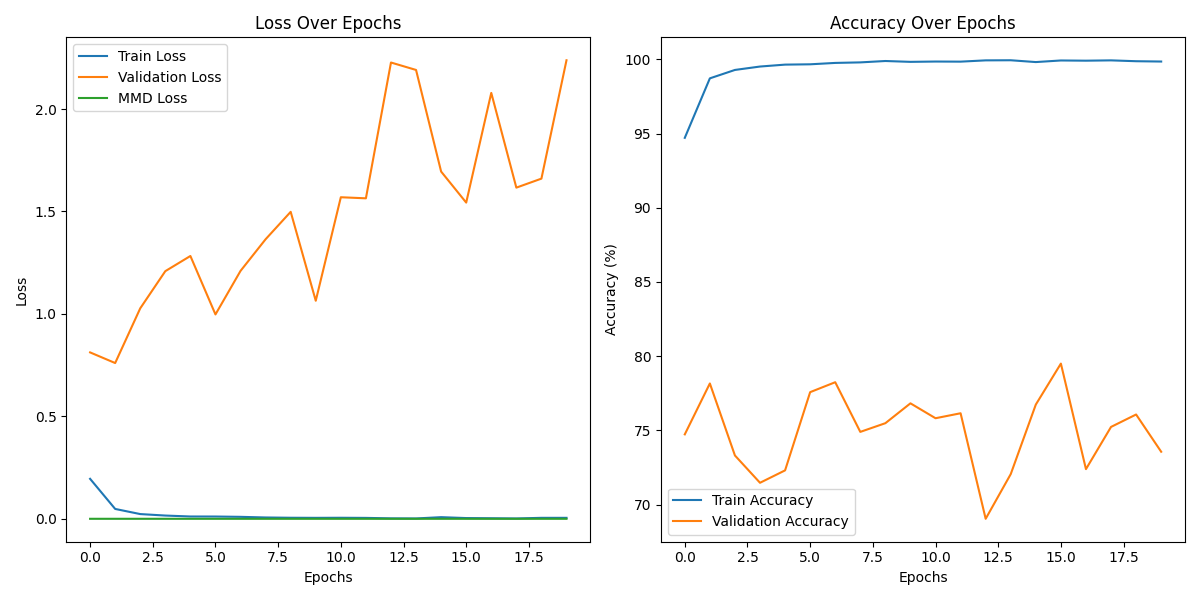 Loss Over Epochs
Train Loss
Validation Loss
MMD Loss
Loss
2.0
1.5
1.0
0.5
0.0
0.0 2.5 5.0 7.5 10.0 12.5 15.0 17.5
Epochs
Accuracy Over Epochs
Accuracy (%)
100
95
90
85
80
75
70
Train Accuracy
Validation Accuracy
0.0 2.5 5.0 7.5 10.0 12.5 15.0 17.5
Epochs